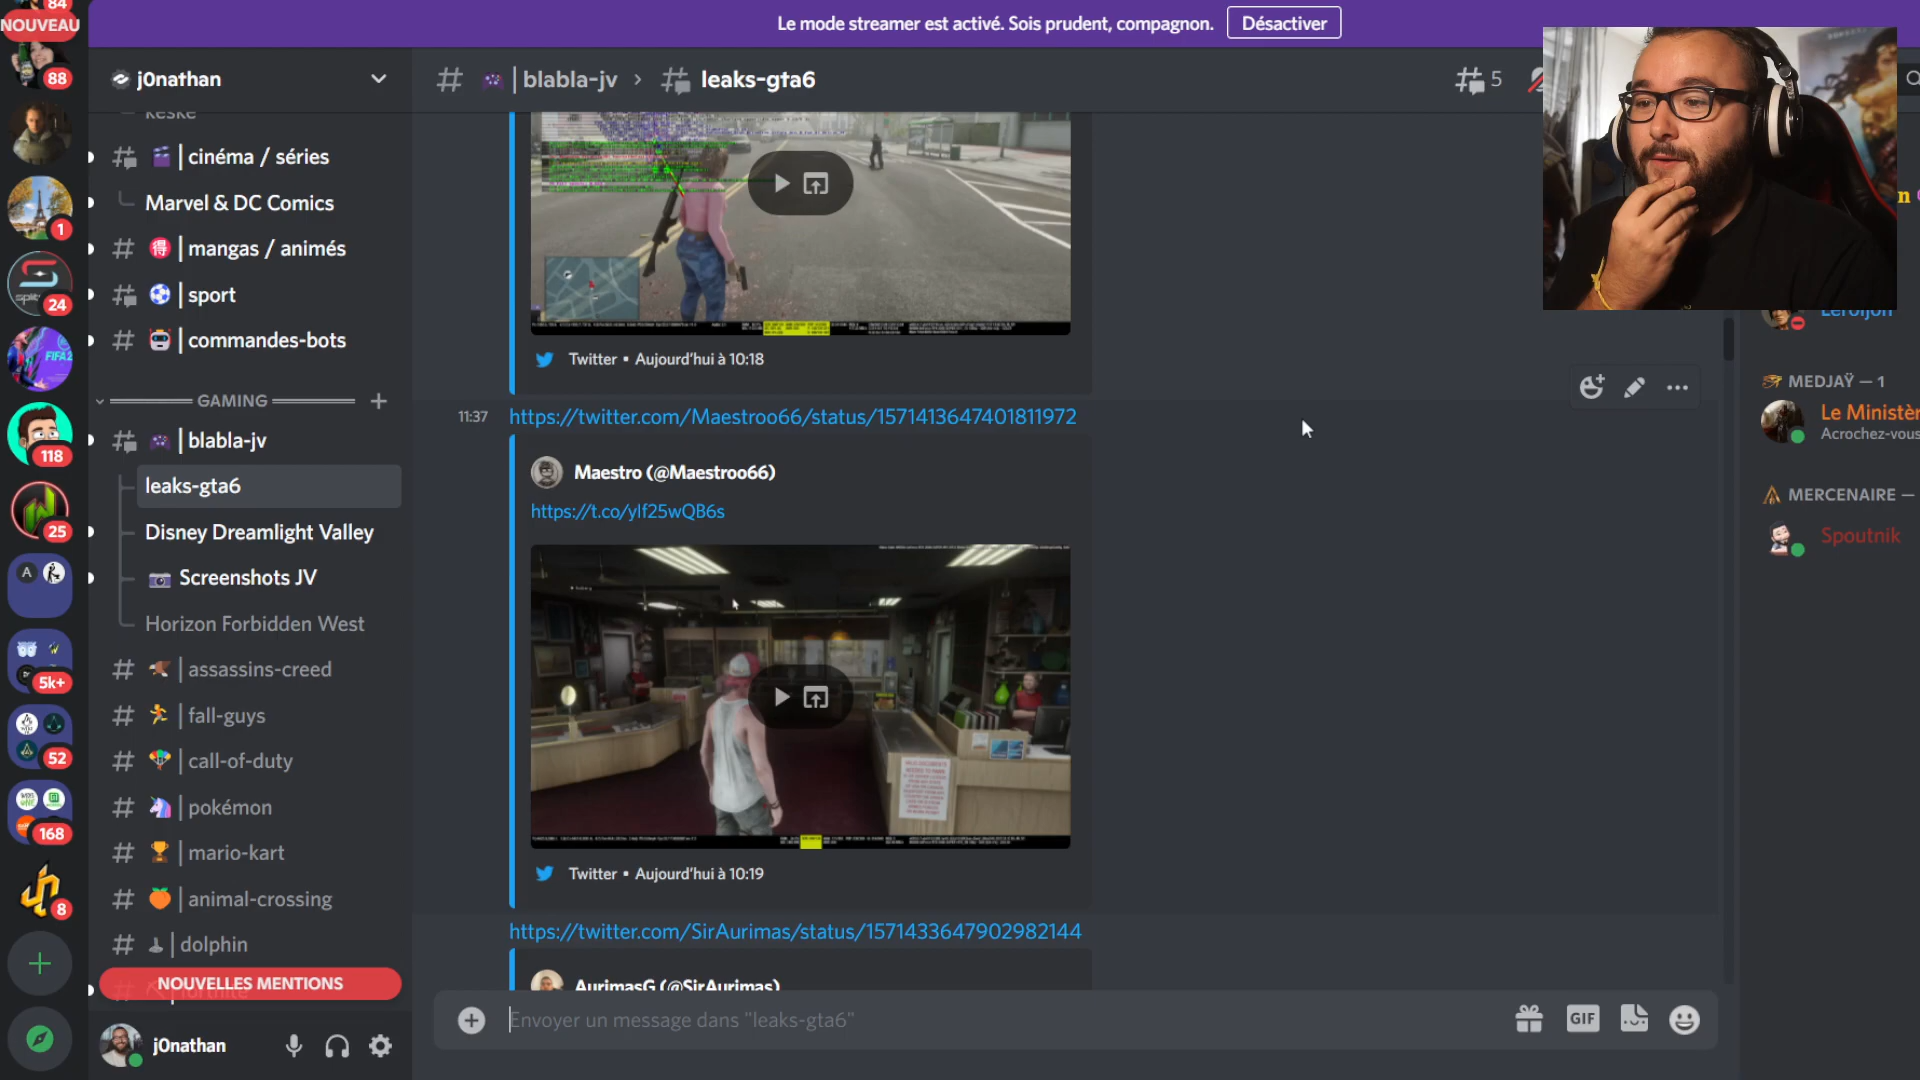 84
NOUVEAU
88
1
24
FIFA2
118
25
A
5k+
52
168
8
Le mode streamer est activé. Sois prudent, compagnon.
Désactiver
j0nathan
keske
cinéma / séries
Marvel & DC Comics
mangas / animés
sport
commandes-bots
GAMING
blabla-jv
leaks-gta6
Disney Dreamlight Valley
Screenshots JV
Horizon Forbidden West
assassins-creed
fall-guys
call-of-duty
pokémon
mario-kart
animal-crossing
dolphin
NOUVELLES MENTIONS
fortnite
j0nathan
| blabla-jv › leaks-gta6
5
Twitter • Aujourd'hui à 10:18
11:37
https://twitter.com/Maestroo66/status/1571413647401811972
Maestro (@Maestroo66)
https://t.co/ylf25wQB6s
Twitter • Aujourd'hui à 10:19
https://twitter.com/SirAurimas/status/1571433647902982144
AurimasG (@SirAurimas)
Envoyer un message dans "leaks-gta6"
GIF
Leroijon
MEDJAŸ — 1
Le Ministèr
Acrochez-vous
MERCENAIRE —
Spoutnik